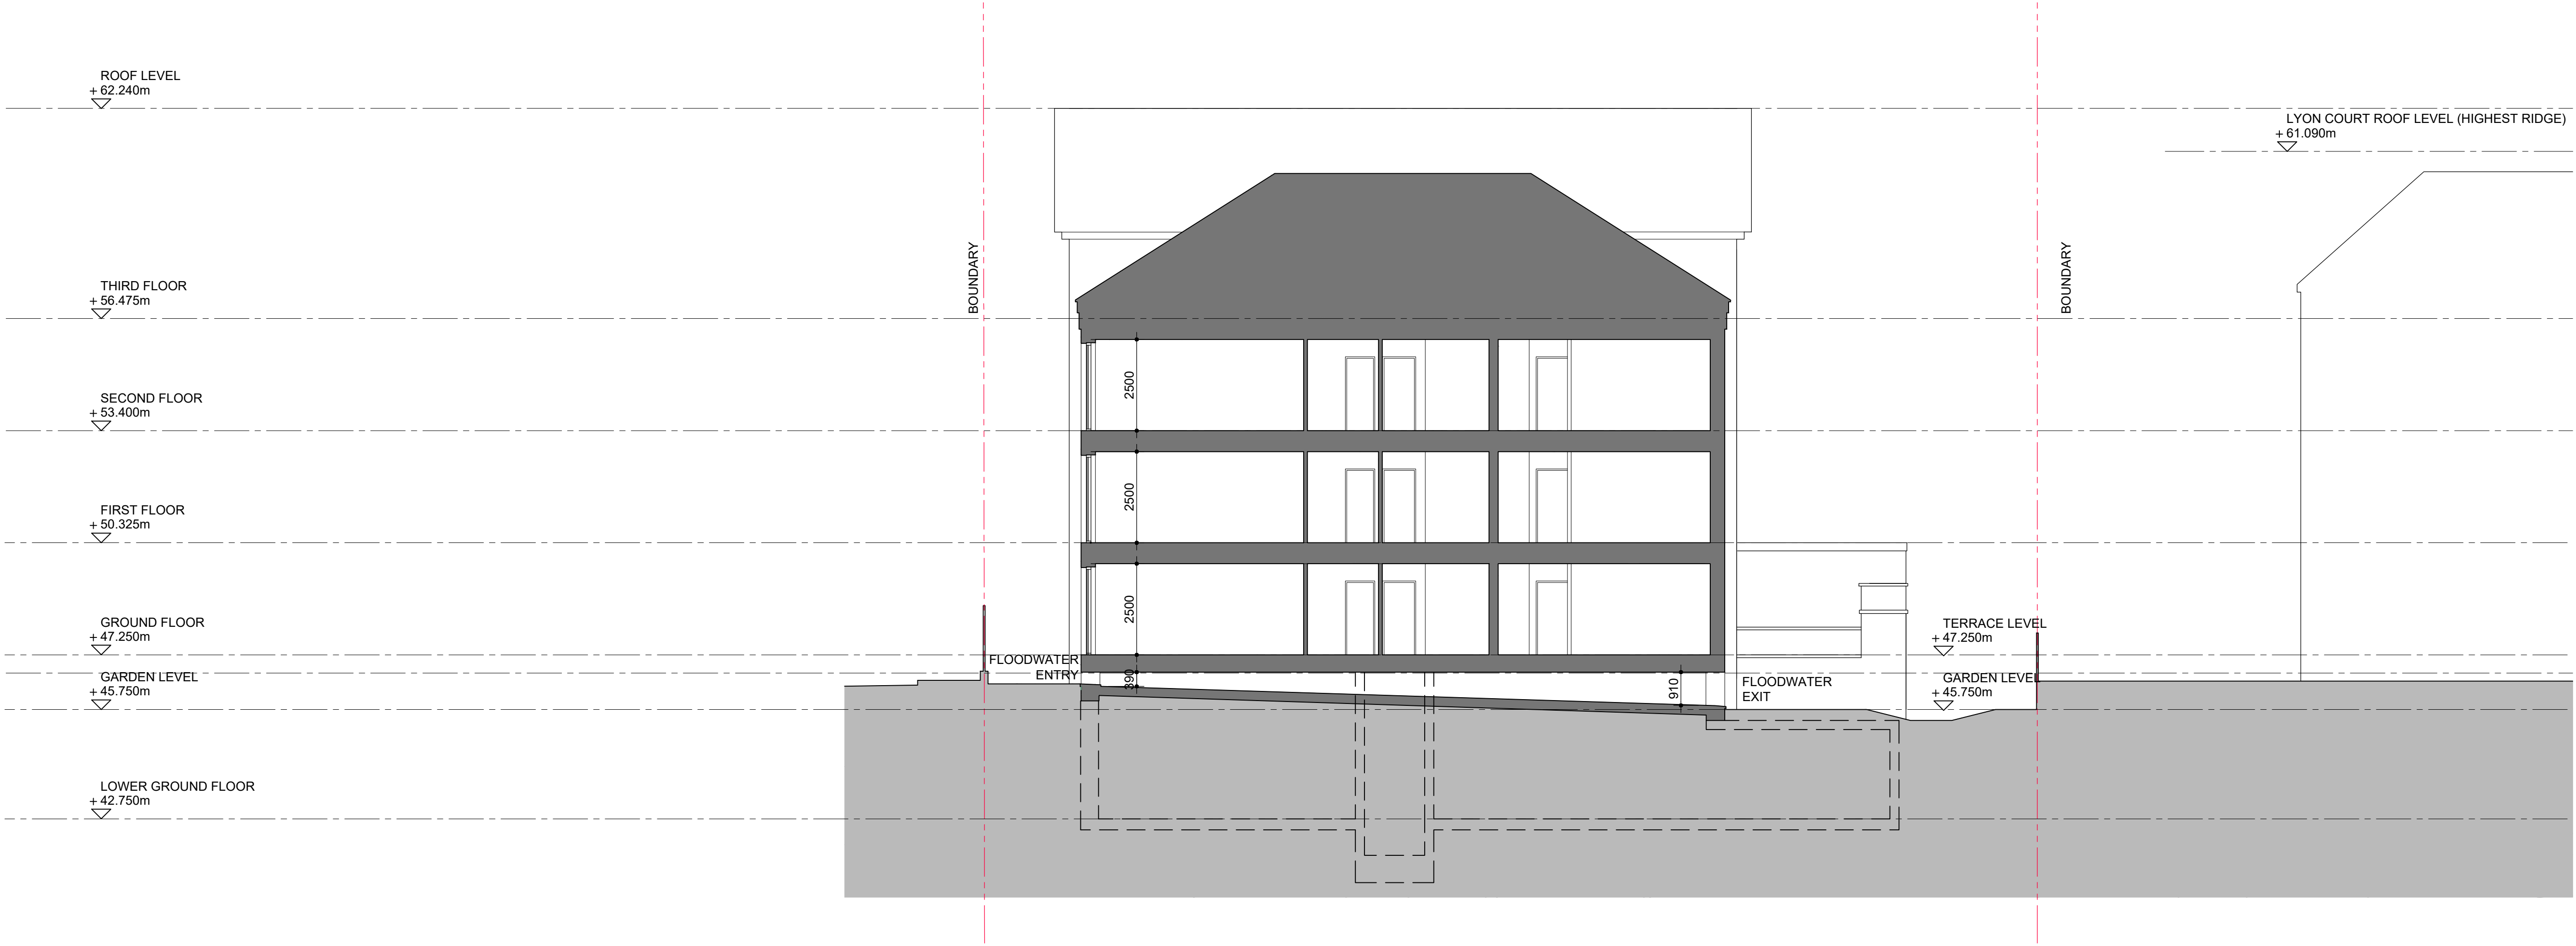 ROOF LEVEL
+ 62.240m
LYON COURT ROOF LEVEL (HIGHEST RIDGE)
+ 61.090m
BOUNDARY
BOUNDARY
THIRD FLOOR
+ 56.475m
2500
SECOND FLOOR
+ 53.400m
2500
FIRST FLOOR
+ 50.325m
2500
GROUND FLOOR
+ 47.250m
TERRACE LEVEL
+ 47.250m
FLOODWATER
ENTRY
390
910
FLOODWATER
EXIT
GARDEN LEVEL
+ 45.750m
GARDEN LEVEL
+ 45.750m
LOWER GROUND FLOOR
+ 42.750m